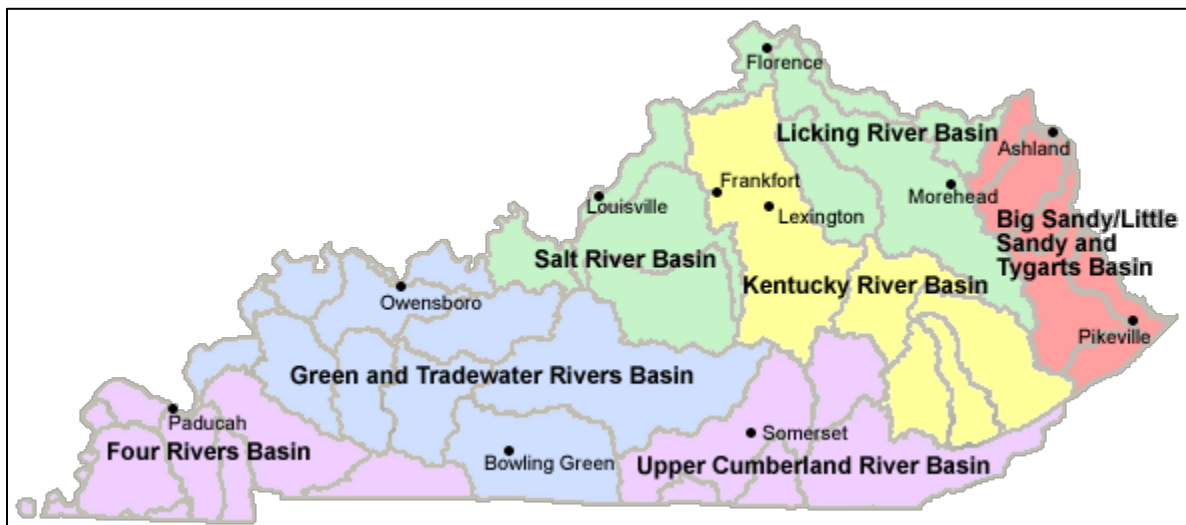 Florence
Licking River Basin
Ashland
Frankfort
Morehead
Louisville
Lexington
Big Sandy/Little
Sandy and
Tygarts Basin
Salt River Basin
Kentucky River Basin
Owensboro
Pikeville
Green and Tradewater Rivers Basin
Paducah
Four Rivers Basin
Somerset
Bowling Green
Upper Cumberland River Basin